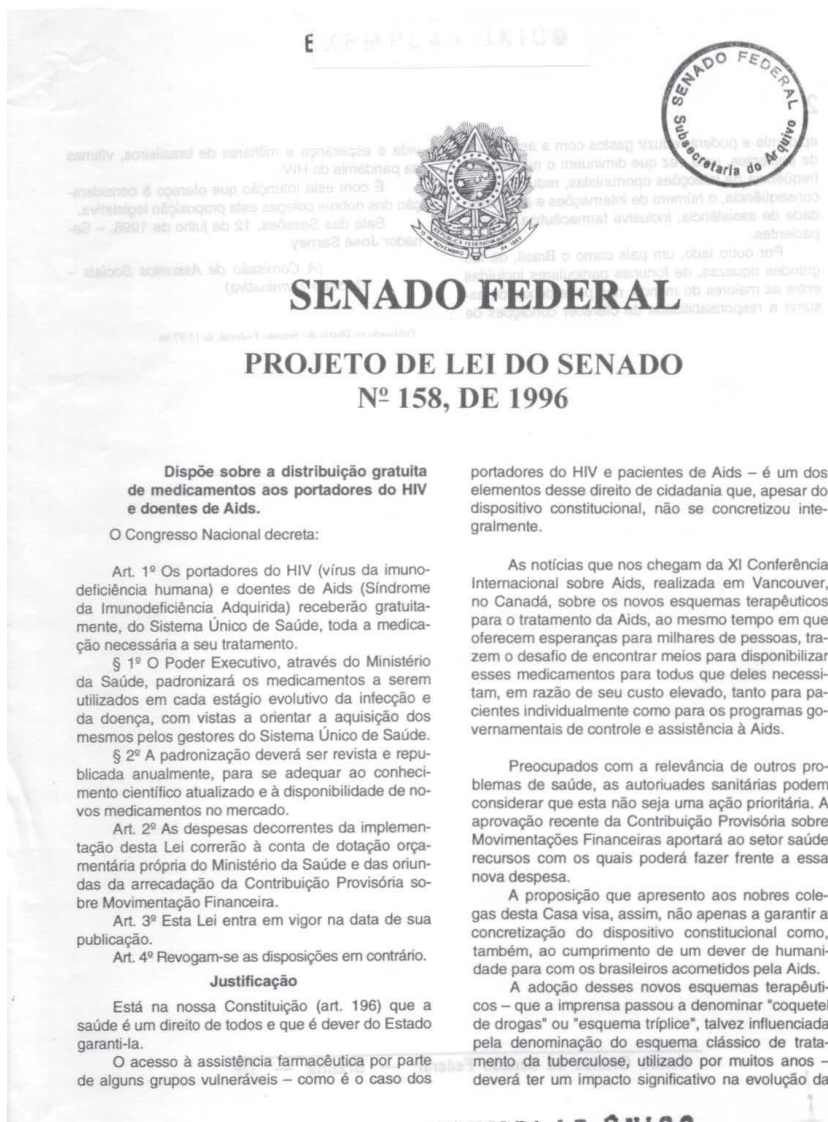 SENADO FEDERAL
Subsecretaria do Arquivo
SENADO FEDERAL
PROJETO DE LEI DO SENADO
Nº 158, DE 1996
Dispõe sobre a distribuição gratuita
de medicamentos aos portadores do HIV
e doentes de Aids.
O Congresso Nacional decreta:
Art. 1º Os portadores do HIV (vírus da imuno-
deficiência humana) e doentes de Aids (Síndrome
da Imunodeficiência Adquirida) receberão gratuita-
mente, do Sistema Único de Saúde, toda a medica-
ção necessária a seu tratamento.
§ 1º O Poder Executivo, através do Ministério
da Saúde, padronizará os medicamentos a serem
utilizados em cada estágio evolutivo da infecção e
da doença, com vistas a orientar a aquisição dos
mesmos pelos gestores do Sistema Único de Saúde.
§ 2º A padronização deverá ser revista e repu-
blicada anualmente, para se adequar ao conheci-
mento científico atualizado e à disponibilidade de no-
vos medicamentos no mercado.
Art. 2º As despesas decorrentes da implemen-
tação desta Lei correrão à conta de dotação orça-
mentária própria do Ministério da Saúde e das oriun-
das da arrecadação da Contribuição Provisória so-
bre Movimentação Financeira.
Art. 3º Esta Lei entra em vigor na data de sua
publicação.
Art. 4º Revogam-se as disposições em contrário.
Justificação
Está na nossa Constituição (art. 196) que a
saúde é um direito de todos e que é dever do Estado
garanti-la.
O acesso à assistência farmacêutica por parte
de alguns grupos vulneráveis – como é o caso dos
portadores do HIV e pacientes de Aids – é um dos
elementos desse direito de cidadania que, apesar do
dispositivo constitucional, não se concretizou inte-
gralmente.
As notícias que nos chegam da XI Conferência
Internacional sobre Aids, realizada em Vancouver,
no Canadá, sobre os novos esquemas terapêuticos
para o tratamento da Aids, ao mesmo tempo em que
oferecem esperanças para milhares de pessoas, tra-
zem o desafio de encontrar meios para disponibilizar
esses medicamentos para todos que deles necessi-
tam, em razão de seu custo elevado, tanto para pa-
cientes individualmente como para os programas go-
vernamentais de controle e assistência à Aids.
Preocupados com a relevância de outros pro-
blemas de saúde, as autoridades sanitárias podem
considerar que esta não seja uma ação prioritária. A
aprovação recente da Contribuição Provisória sobre
Movimentações Financeiras aportará ao setor saúde
recursos com os quais poderá fazer frente a essa
nova despesa.
A proposição que apresento aos nobres cole-
gas desta Casa visa, assim, não apenas a garantir a
concretização do dispositivo constitucional como,
também, ao cumprimento de um dever de humani-
dade para com os brasileiros acometidos pela Aids.
A adoção desses novos esquemas terapêuti-
cos – que a imprensa passou a denominar "coquetel
de drogas" ou "esquema tríplice", talvez influenciada
pela denominação do esquema clássico de trata-
mento da tuberculose, utilizado por muitos anos –
deverá ter um impacto significativo na evolução da